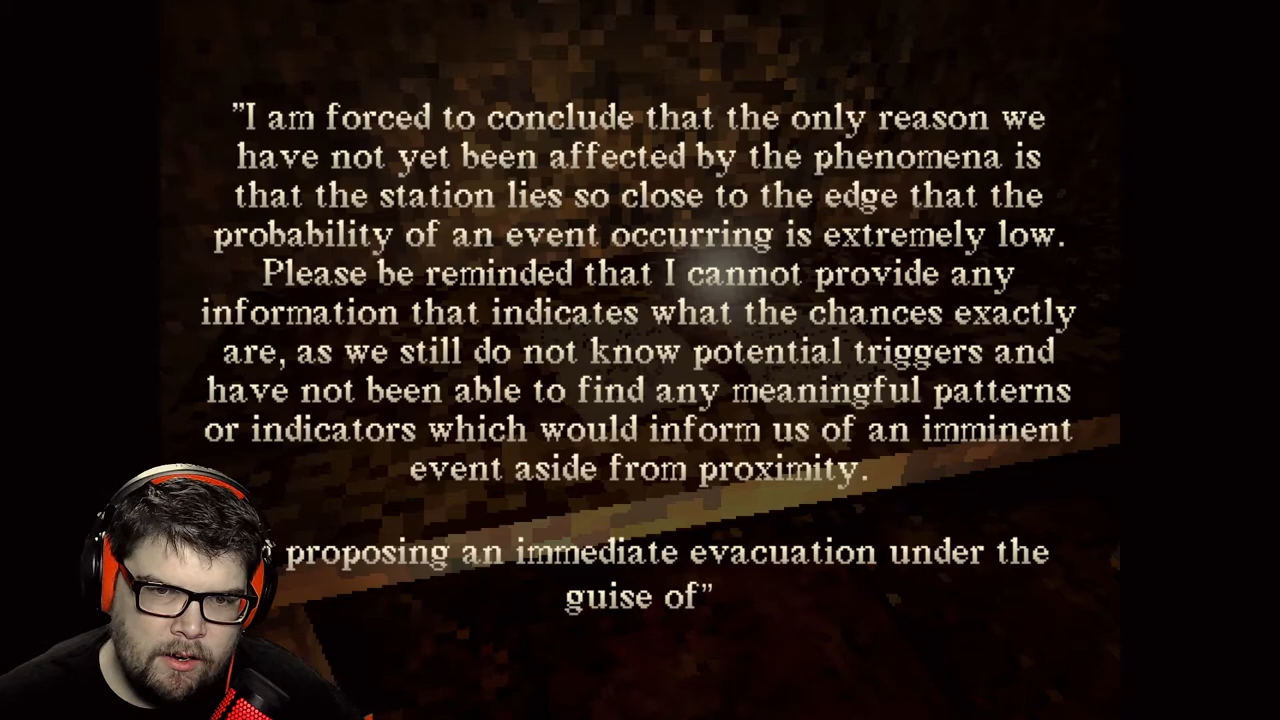 "I am forced to conclude that the only reason we
have not yet been affected by the phenomena is
that the station lies so close to the edge that the
probability of an event occurring is extremely low.
Please be reminded that I cannot provide any
information that indicates what the chances exactly
are, as we still do not know potential triggers and
have not been able to find any meaningful patterns
or indicators which would inform us of an imminent
event aside from proximity.
proposing an immediate evacuation under the
guise of"